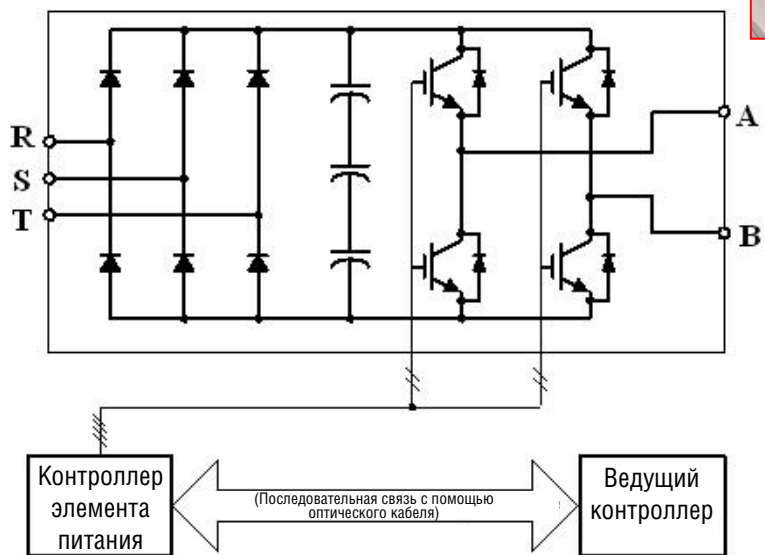 R
A
S
T
B
Контроллер
элемента
питания
(Последовательная связь с помощью
оптического кабеля)
Ведущий
контроллер